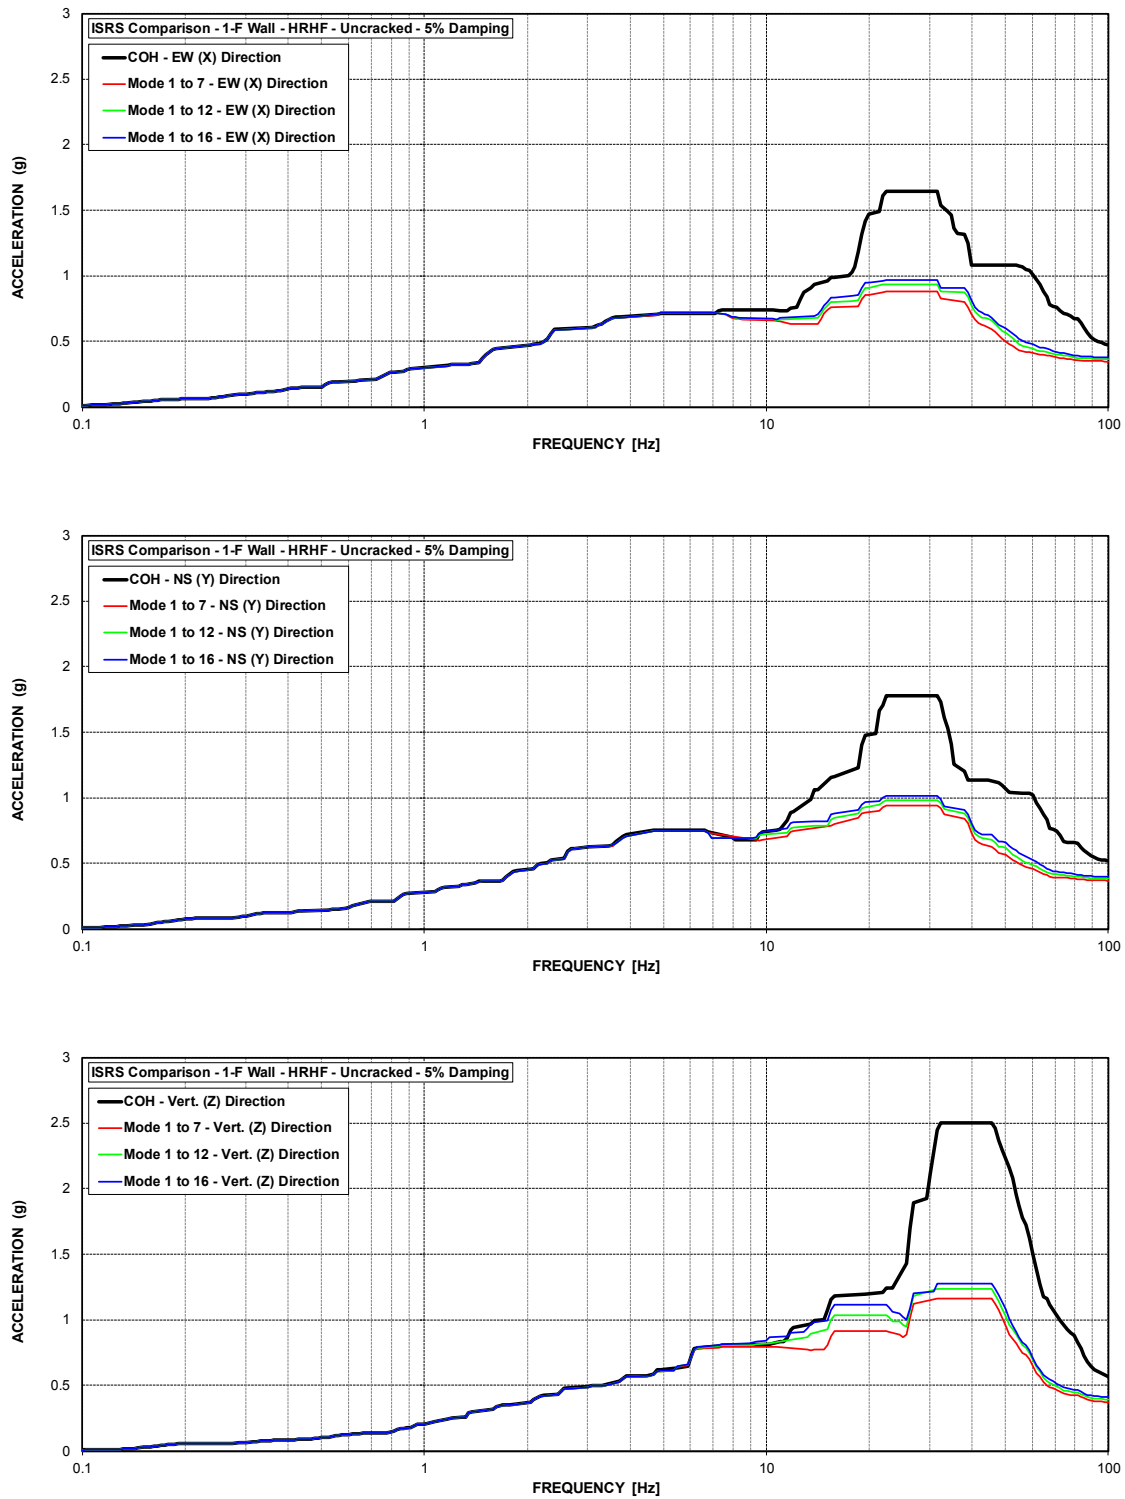 ISRS Comparison - 1-F Wall - HRHF - Uncracked - 5% Damping
COH - EW (X) Direction
Mode 1 to 7 - EW (X) Direction
Mode 1 to 12 - EW (X) Direction
Mode 1 to 16 - EW (X) Direction
ACCELERATION (g)
3
2.5
2
1.5
1
0.5
0
0.1
1
10
100
FREQUENCY [Hz]
ISRS Comparison - 1-F Wall - HRHF - Uncracked - 5% Damping
COH - NS (Y) Direction
Mode 1 to 7 - NS (Y) Direction
Mode 1 to 12 - NS (Y) Direction
Mode 1 to 16 - NS (Y) Direction
ACCELERATION (g)
3
2.5
2
1.5
1
0.5
0
0.1
1
10
100
FREQUENCY [Hz]
ISRS Comparison - 1-F Wall - HRHF - Uncracked - 5% Damping
COH - Vert. (Z) Direction
Mode 1 to 7 - Vert. (Z) Direction
Mode 1 to 12 - Vert. (Z) Direction
Mode 1 to 16 - Vert. (Z) Direction
ACCELERATION (g)
3
2.5
2
1.5
1
0.5
0
0.1
1
10
100
FREQUENCY [Hz]